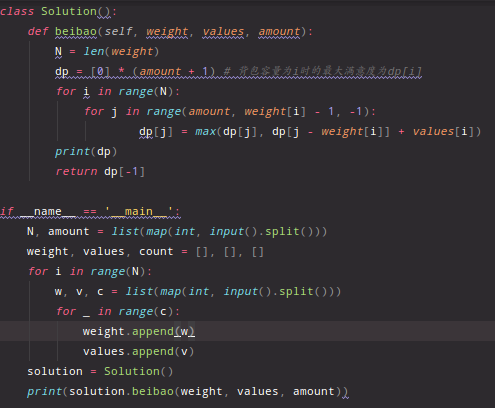 class Solution():
    def beibao(self, weight, values, amount):
        N = len(weight)
        dp = [0] * (amount + 1) # 背包容量为i时的最大满意度为dp[i]
        for i in range(N):
            for j in range(amount, weight[i] - 1, -1):
                dp[j] = max(dp[j], dp[j - weight[i]] + values[i])
        print(dp)
        return dp[-1]

if __name__ == '__main__':
    N, amount = list(map(int, input().split()))
    weight, values, count = [], [], []
    for i in range(N):
        w, v, c = list(map(int, input().split()))
        for _ in range(c):
            weight.append(w)
            values.append(v)
    solution = Solution()
    print(solution.beibao(weight, values, amount))